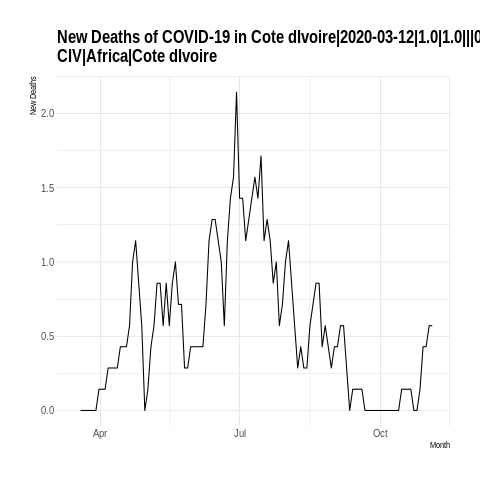 New Deaths of COVID-19 in Cote dIvoire|2020-03-12|1.0|1.0|||0
CIV|Africa|Cote dIvoire
New Deaths
2.0
1.5
1.0
0.5
0.0
Apr
Jul
Oct
Month